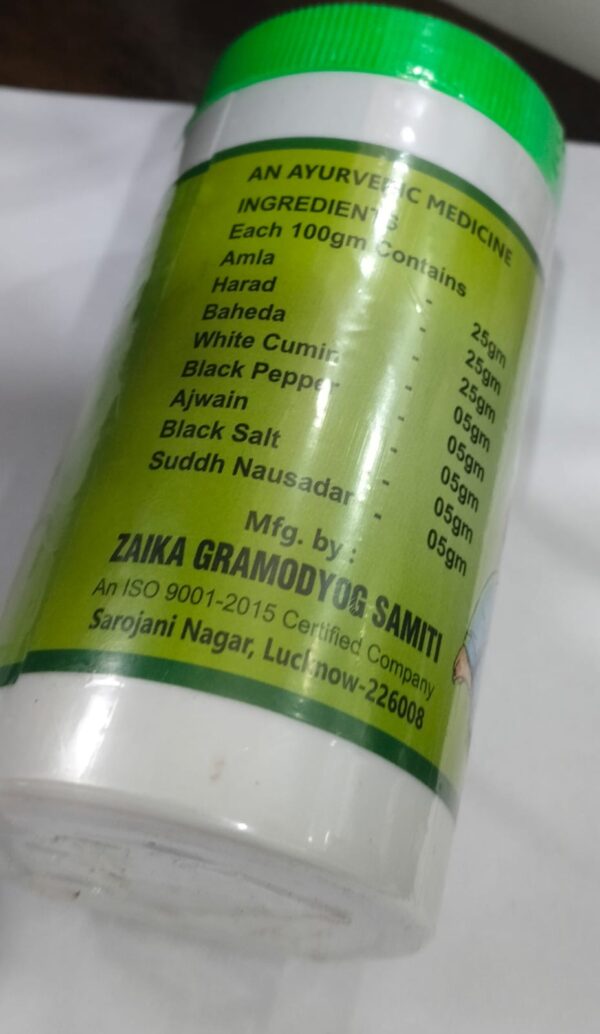 AN AYURVEDIC MEDICINE
INGREDIENTS
Each 100gm Contains
Amla - 25gm
Harad - 25gm
Baheda - 25gm
White Cumin - 05gm
Black Pepper - 05gm
Ajwain - 05gm
Black Salt - 05gm
Suddh Nausadar - 05gm
Mfg. by :
ZAIKA GRAMODYOG SAMITI
An ISO 9001-2015 Certified Company
Sarojani Nagar, Lucknow-226008